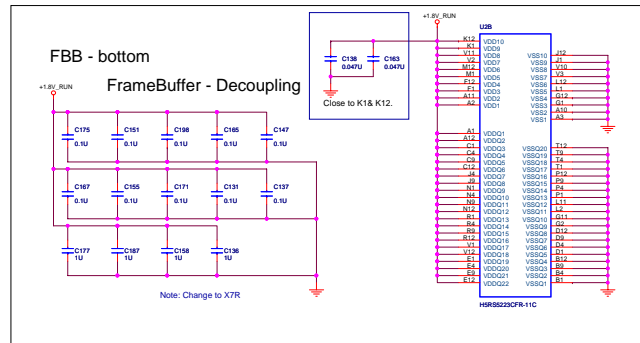 +1.8V_RUN
U2B
FBB - bottom
FrameBuffer - Decoupling
+1.8V_RUN
C138
0.047U
C163
0.047U
Close to K1& K12.
K12 VDD10
K1 VDD9
V11 VDD8
V2 VDD7
M12 VDD6
M1 VDD5
F12 VDD4
F1 VDD3
A11 VDD2
A2 VDD1
VSS10 J12
VSS9 J1
VSS8 V10
VSS7 V3
VSS6 L12
VSS5 L1
VSS4 G12
VSS3 G1
VSS2 A10
VSS1 A3
C175
0.1U
C151
0.1U
C198
0.1U
C165
0.1U
C147
0.1U
C167
0.1U
C155
0.1U
C171
0.1U
C131
0.1U
C137
0.1U
C177
1U
C187
1U
C158
1U
C136
1U
Note: Change to X7R
A1 VDDQ1
A12 VDDQ2
C1 VDDQ3
C4 VDDQ4
C9 VDDQ5
C12 VDDQ6
J4 VDDQ7
J9 VDDQ8
N1 VDDQ9
N4 VDDQ10
N9 VDDQ11
N12 VDDQ12
R1 VDDQ13
R4 VDDQ14
R9 VDDQ15
R12 VDDQ16
V1 VDDQ17
V12 VDDQ18
E1 VDDQ19
E4 VDDQ20
E9 VDDQ21
E12 VDDQ22
VSSQ20 T12
VSSQ19 T9
VSSQ18 T4
VSSQ17 T1
VSSQ16 P12
VSSQ15 P9
VSSQ14 P4
VSSQ13 P1
VSSQ12 L11
VSSQ11 L2
VSSQ10 G11
VSSQ9 G2
VSSQ8 D12
VSSQ7 D9
VSSQ6 D4
VSSQ5 D1
VSSQ4 B12
VSSQ3 B9
VSSQ2 B4
VSSQ1 B1
H5RS5223CFR-11C